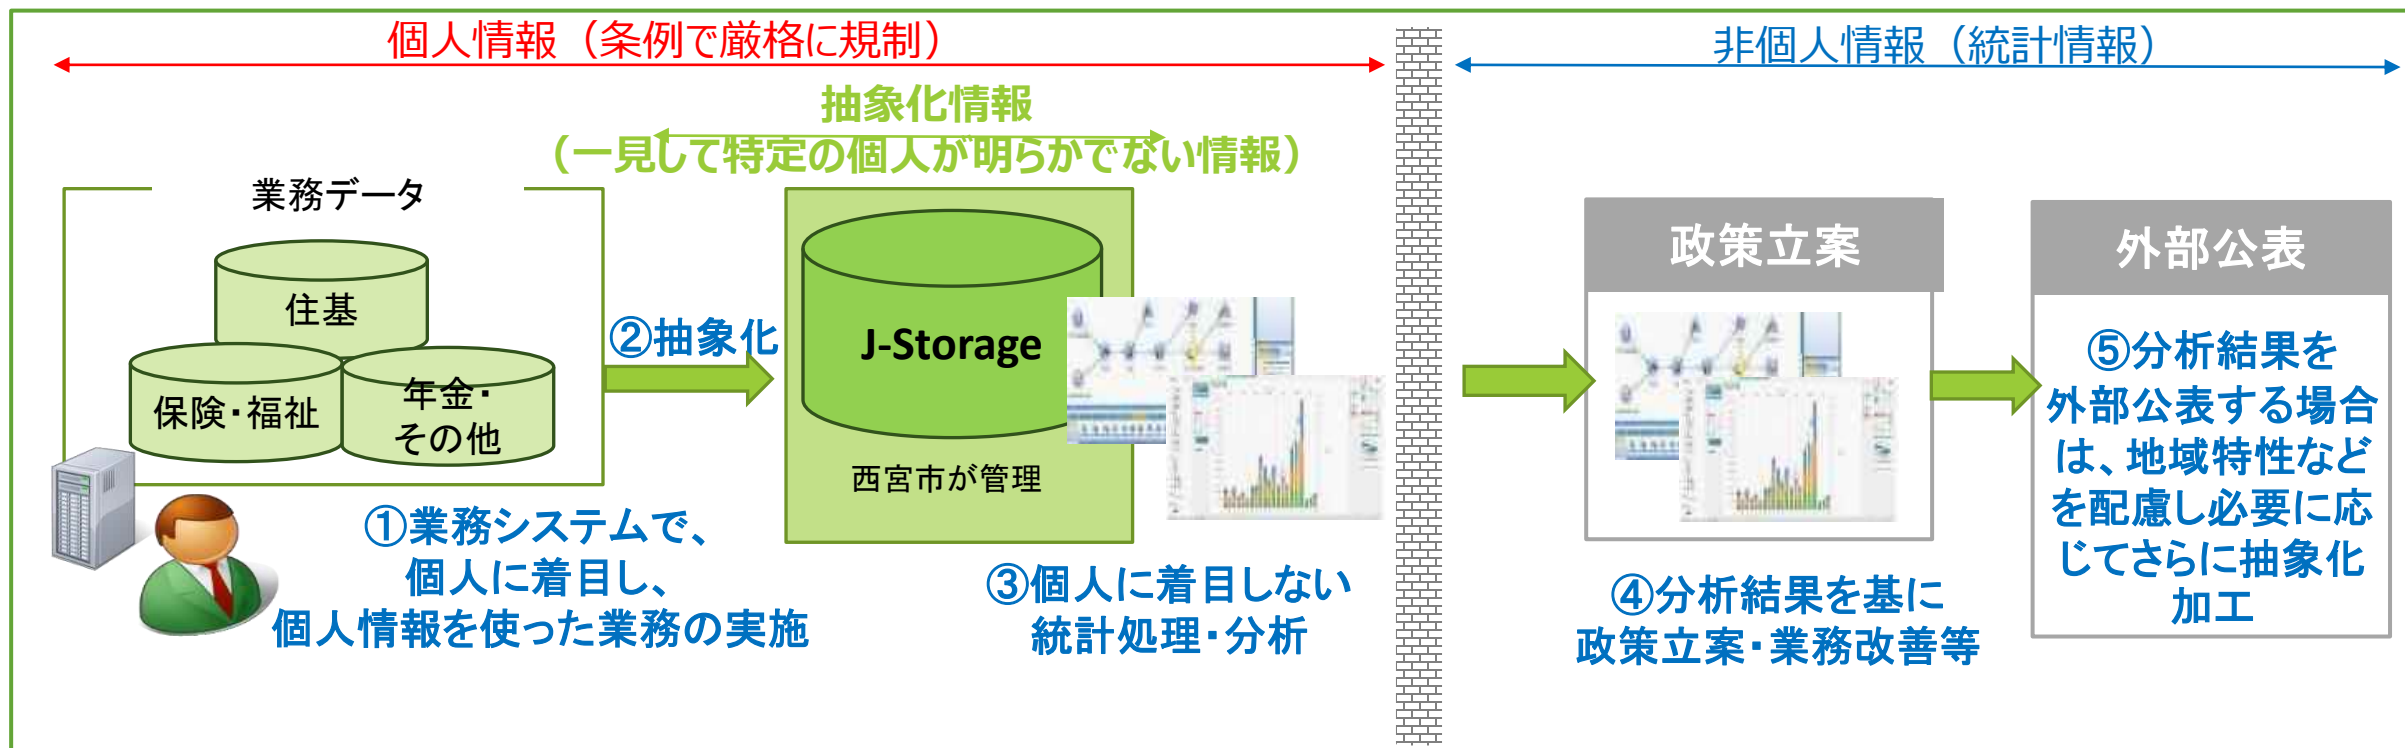 個人情報（条例で厳格に規制）
非個人情報（統計情報）
抽象化情報
（一見して特定の個人が明らかでない情報）
業務データ
住基
保険・福祉
年金・
その他
②抽象化
J-Storage
西宮市が管理
①業務システムで、
個人に着目し、
個人情報を使った業務の実施
③個人に着目しない
統計処理・分析
政策立案
④分析結果を基に
政策立案・業務改善等
外部公表
⑤分析結果を
外部公表する場合
は、地域特性など
を配慮し必要に応
じてさらに抽象化
加工